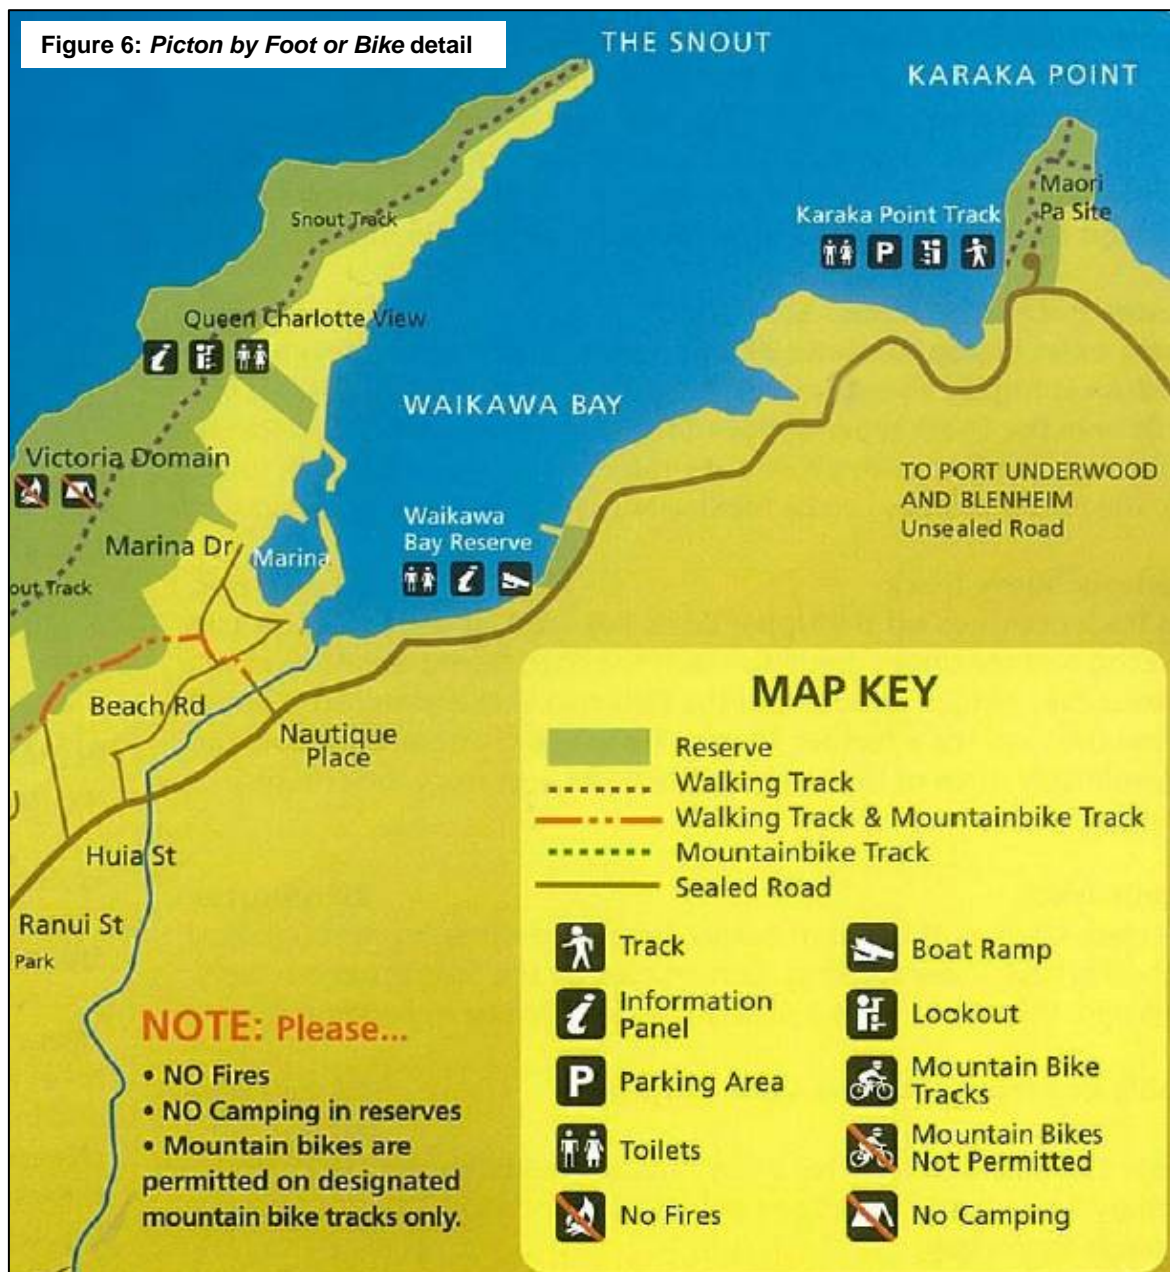 Figure 6: Picton by Foot or Bike detail
THE SNOUT
KARAKA POINT
Maori
Pa Site
Snout Track
Karaka Point Track
P
Queen Charlotte View
WAIKAWA BAY
Victoria Domain
TO PORT UNDERWOOD
AND BLENHEIM
Unsealed Road
Waikawa
Bay Reserve
Marina Dr
Marina
out Track
Beach Rd
Nautique
Place
Huia St
Ranui St
Park
NOTE: Please...
• NO Fires
• NO Camping in reserves
• Mountain bikes are
permitted on designated
mountain bike tracks only.
MAP KEY
Reserve
Walking Track
Walking Track & Mountainbike Track
Mountainbike Track
Sealed Road
Track
Boat Ramp
i Information
Panel
Lookout
P Parking Area
Mountain Bike
Tracks
Toilets
Mountain Bikes
Not Permitted
No Fires
No Camping